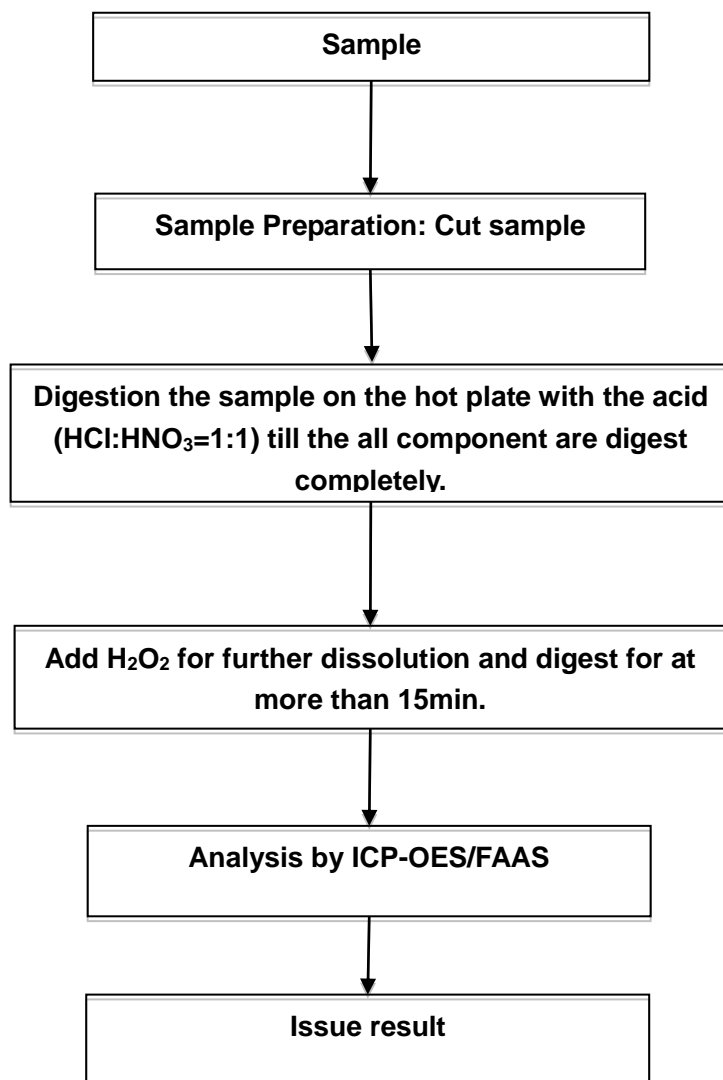 Sample
Sample Preparation: Cut sample
Digestion the sample on the hot plate with the acid
(HCl:HNO₃=1:1) till the all component are digest
completely.
Add H₂O₂ for further dissolution and digest for at
more than 15min.
Analysis by ICP-OES/FAAS
Issue result